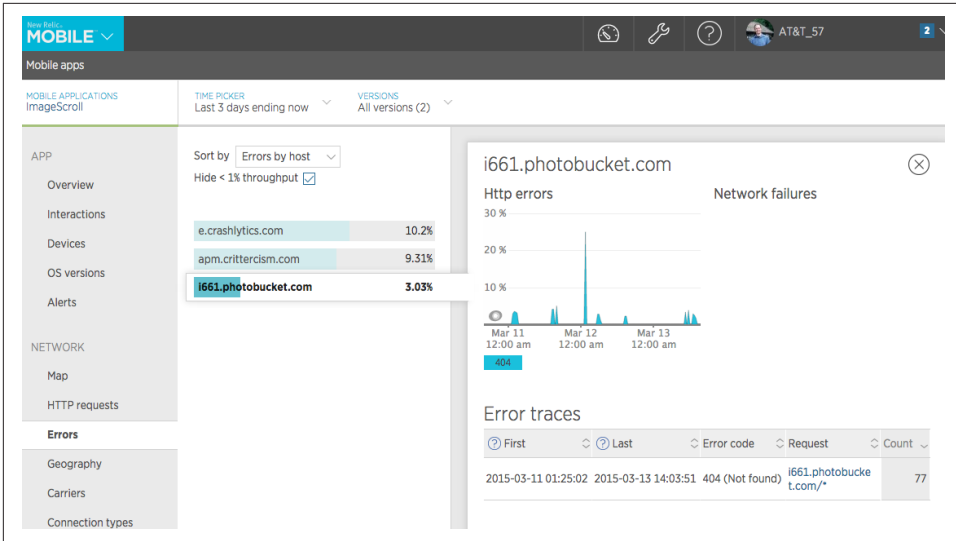 New Relic.
MOBILE
AT&T_57
2
Mobile apps
MOBILE APPLICATIONS
ImageScroll
TIME PICKER
Last 3 days ending now
VERSIONS
All versions (2)
APP
Overview
Interactions
Devices
OS versions
Alerts
NETWORK
Map
HTTP requests
Errors
Geography
Carriers
Connection types
Sort by Errors by host
Hide < 1% throughput
e.crashlytics.com 10.2%
apm.crittercism.com 9.31%
i661.photobucket.com 3.03%
i661.photobucket.com
Http errors
Network failures
30 %
20 %
10 %
Mar 11 Mar 12 Mar 13
12:00 am 12:00 am 12:00 am
404
Error traces
? First ? Last Error code Request Count
2015-03-11 01:25:02 2015-03-13 14:03:51 404 (Not found) i661.photobucke 77
t.com/*